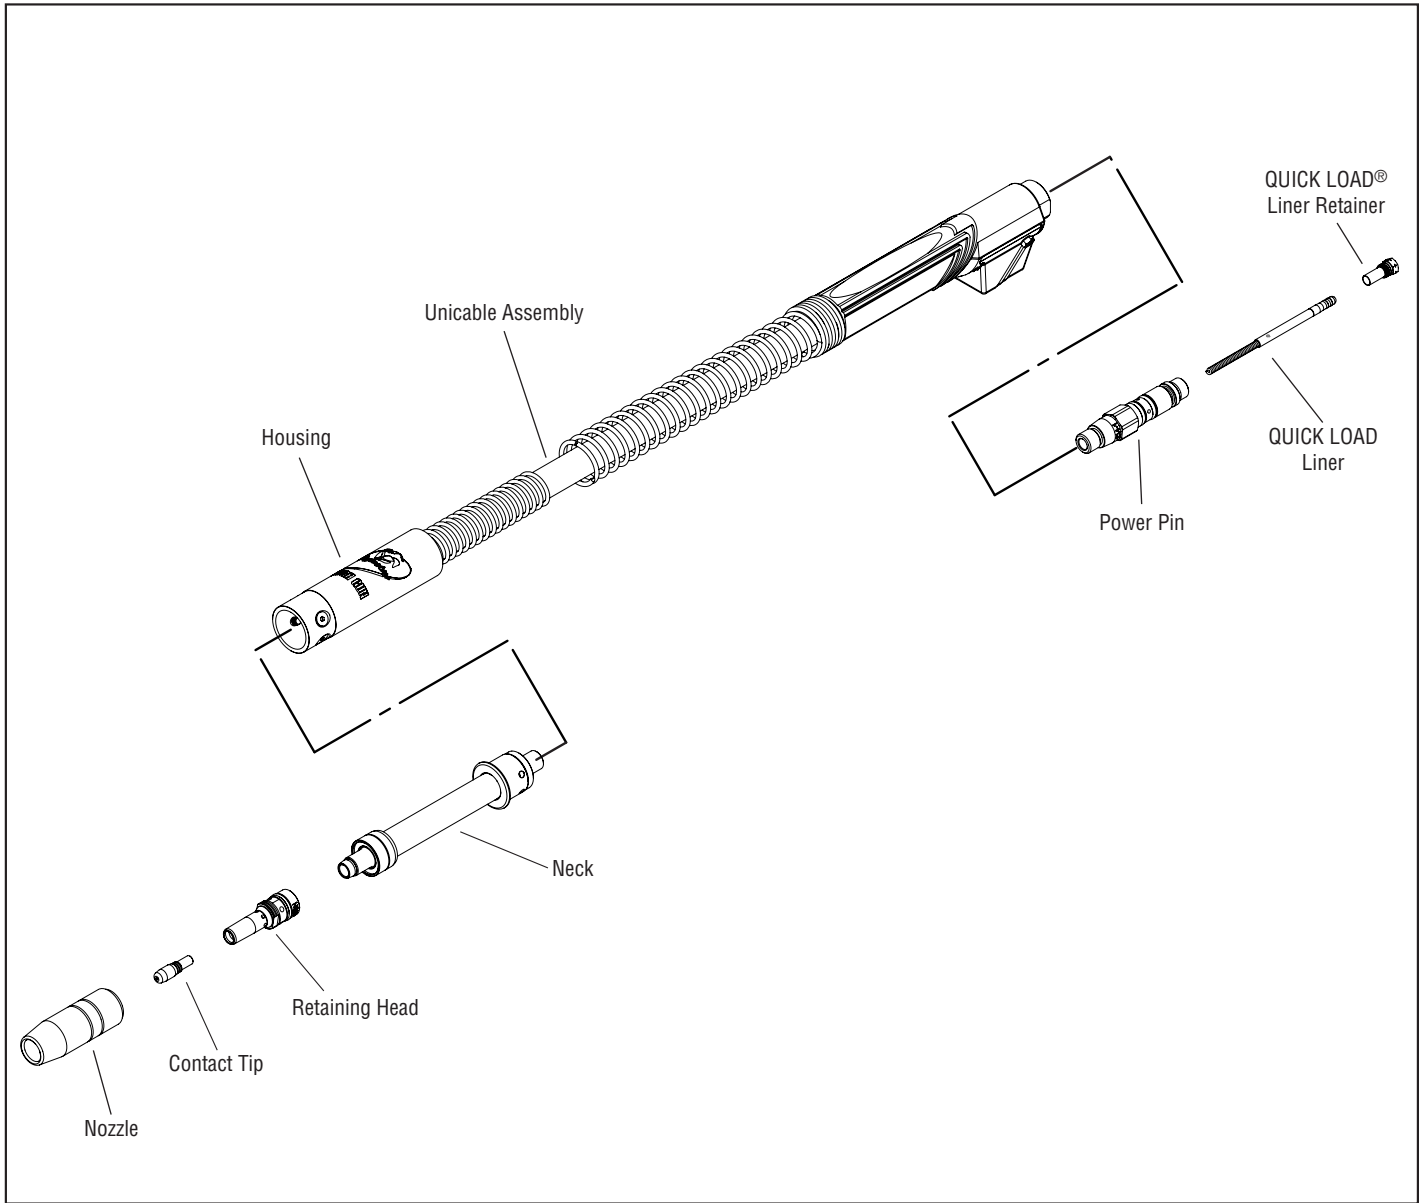 QUICK LOAD®
Liner Retainer
Unicable Assembly
Housing
QUICK LOAD
Liner
Power Pin
Neck
Retaining Head
Contact Tip
Nozzle